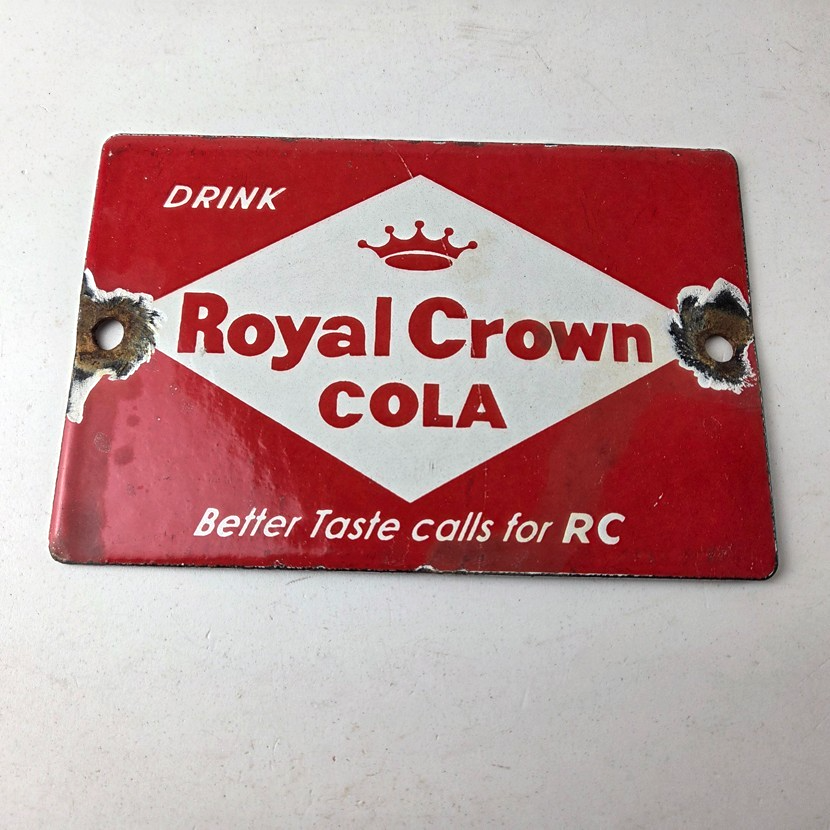 DRINK
Royal Crown
COLA
Better Taste calls for RC